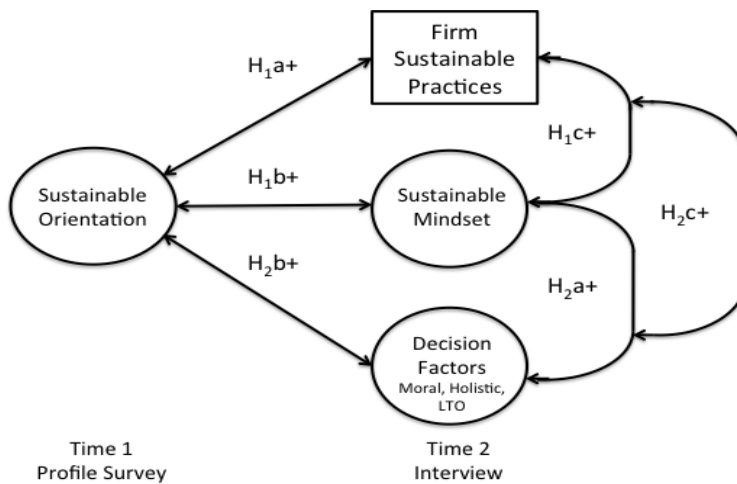 Firm
Sustainable
Practices
H₁a+
H₁c+
H₁b+
Sustainable
Orientation
Sustainable
Mindset
H₂c+
H₂b+
H₂a+
Decision
Factors
Moral, Holistic,
LTO
Time 1
Profile Survey
Time 2
Interview